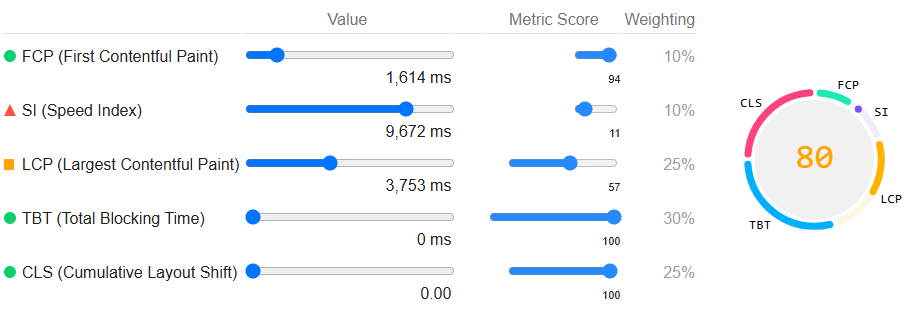 Value Metric Score Weighting
FCP (First Contentful Paint) 10%
1,614 ms 94
SI (Speed Index) 10%
9,672 ms 11
LCP (Largest Contentful Paint) 25%
3,753 ms 57
TBT (Total Blocking Time) 30%
0 ms 100
CLS (Cumulative Layout Shift) 25%
0.00 100
FCP
CLS
SI
80
LCP
TBT